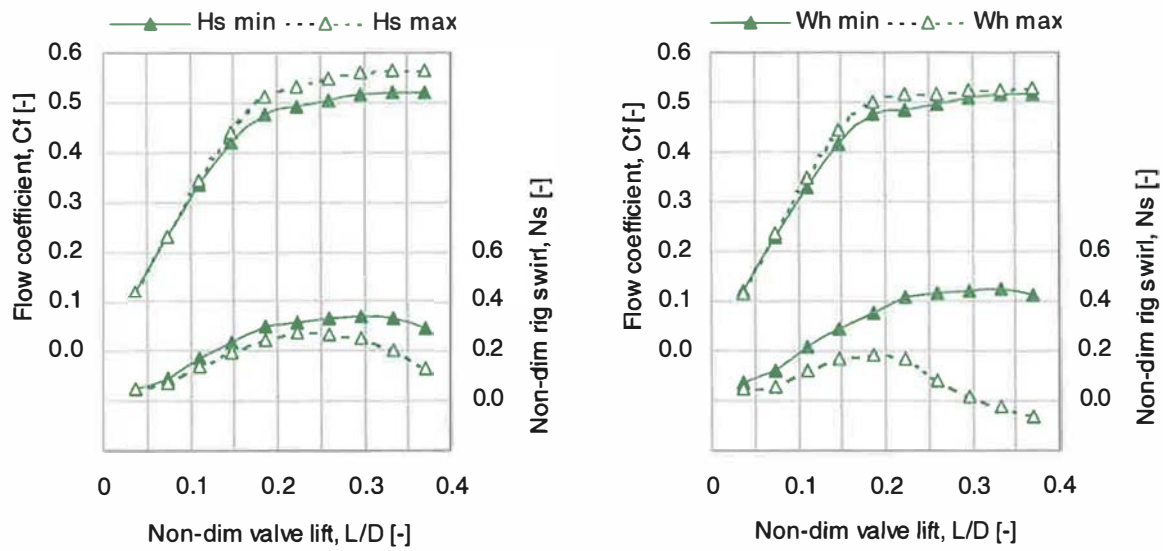 Hs min Hs max
0.6
0.5
0.4
0.3
0.2
0.1
0.0
Flow coefficient, Cf [-]
0.6
0.4
0.2
0.0
Non-dim rig swirl, Ns [-]
0 0.1 0.2 0.3 0.4
Non-dim valve lift, L/D [-]
Wh min Wh max
0.6
0.5
0.4
0.3
0.2
0.1
0.0
Flow coefficient, Cf [-]
0.6
0.4
0.2
0.0
Non-dim rig swirl, Ns [-]
0 0.1 0.2 0.3 0.4
Non-dim valve lift, L/D [-]